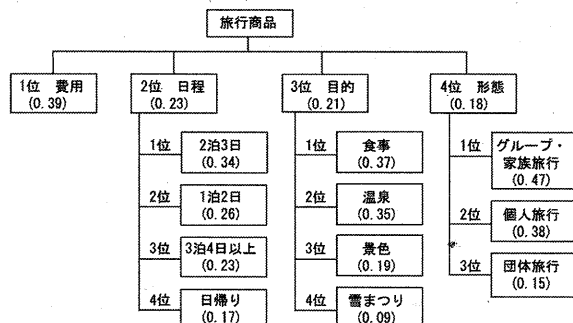 旅行商品
1位 費用
(0.39)
2位 日程
(0.23)
3位 目的
(0.21)
4位 形態
(0.18)
1位
2泊3日
(0.34)
2位
1泊2日
(0.26)
3位
3泊4日以上
(0.23)
4位
日帰り
(0.17)
1位
食事
(0.37)
2位
温泉
(0.35)
3位
景色
(0.19)
4位
雪まつり
(0.09)
1位
グループ・
家族旅行
(0.47)
2位
個人旅行
(0.38)
3位
団体旅行
(0.15)